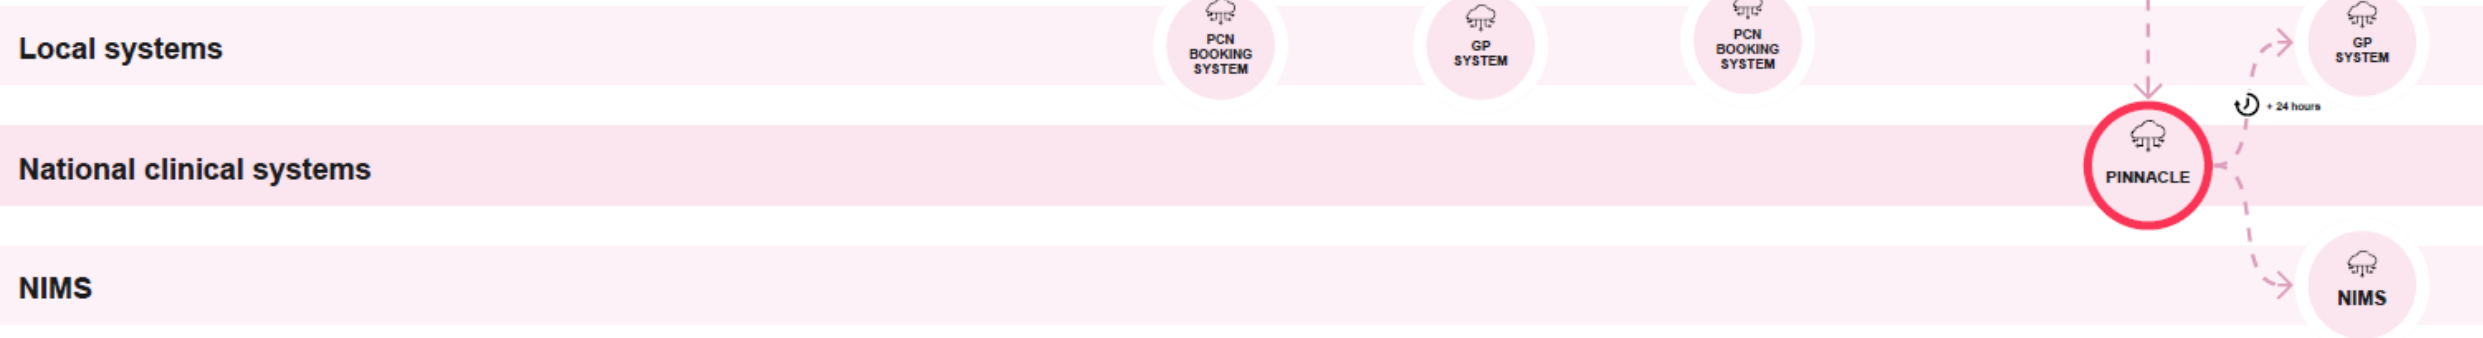 Local systems
PCN
BOOKING
SYSTEM
GP
SYSTEM
PCN
BOOKING
SYSTEM
GP
SYSTEM
+ 24 hours
National clinical systems
PINNACLE
NIMS
NIMS